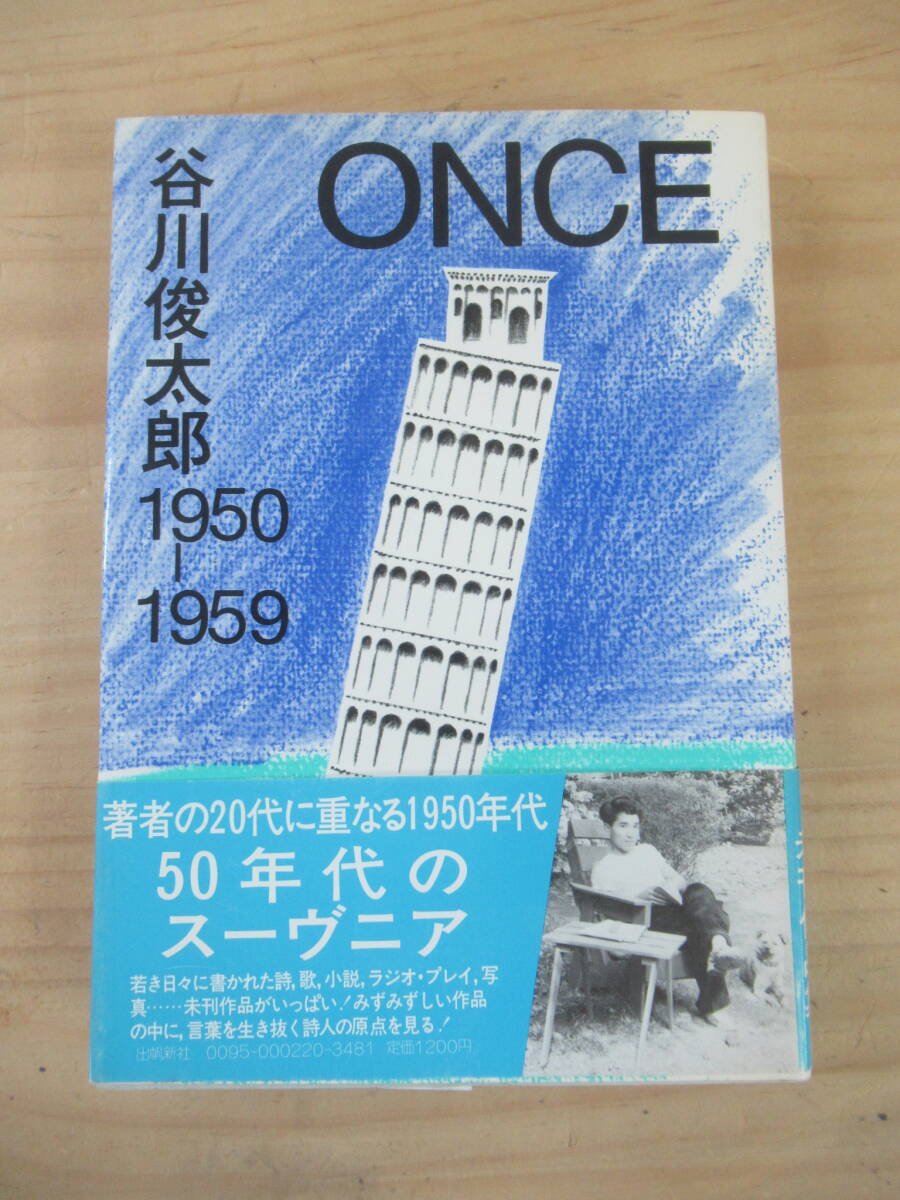 ONCE
谷川俊太郎
1950
-
1959
著者の20代に重なる1950年代
50年代の
スーヴニア
若き日々に書かれた詩,歌,小説,ラジオ・プレイ,写
真……未刊作品がいっぱい!みずみずしい作品
の中に,言葉を生き抜く詩人の原点を見る!
出帆新社 0095-000220-3481 定価1200円